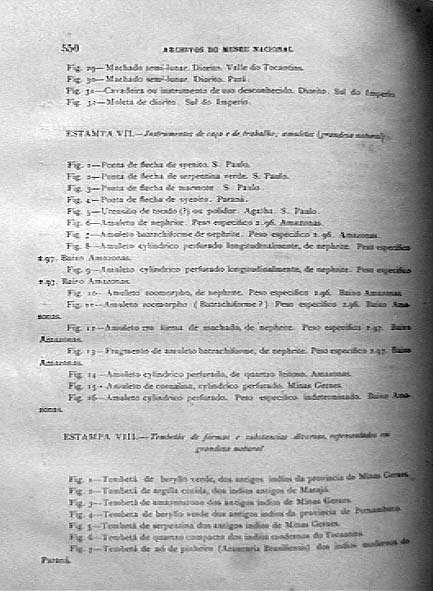 550 ARCHIVOS DO MUSEU NACIONAL
Fig. 29—Machado semi-lunar. Diorito. Valle do Tocantins.
Fig. 30—Machado semi-lunar. Diorito. Pará.
Fig. 31—Cavadeira ou instrumento de uso desconhecido. Diorito. Sul do Imperio.
Fig. 32—Moleta de diorito. Sul do Imperio.
ESTAMPA VII.—Instrumentos de caça e de trabalho; amuletos (grandeza natural).
Fig. 1—Ponta de flecha de syenito. S. Paulo.
Fig. 2—Ponta de flecha de serpentina verde. S. Paulo.
Fig. 3—Ponta de flecha de marmore. S. Paulo.
Fig. 4—Ponta de flecha de syenito. Paraná.
Fig. 5—Utensilio de tecido (?) ou polidor. Agatha. S. Paulo.
Fig. 6—Amuleto de nephrite. Peso especifico 2.96. Amazonas.
Fig. 7—Amuleto batrachiforme de nephrite. Peso especifico 2.96. Amazonas
Fig. 8—Amuleto cylindrico perfurado longitudinalmente, de nephrite. Peso especifico
2.97. Baixo Amazonas.
Fig. 9—Amuleto cylindrico perfurado longitudinalmente, de nephrite. Peso especifico
2.97. Baixo Amazonas.
Fig. 10—Amuleto zoomorpho, de nephrite. Peso especifico 2.96. Baixo Amazonas
Fig. 11—Amuleto zoomorpho (Batrachiforme?) Peso especifico 2.96. Baixo Ama-
zonas.
Fig. 12—Amuleto em forma de machado, de nephrite. Peso especifico 2.97. Baixo
Amazonas.
Fig. 13—Fragmento de amuleto batrachiforme, de nephrite. Peso especifico 2.97. Baixo
Amazonas.
Fig. 14—Amuleto cylindrico perfurado, de quartzo leitoso. Amazonas.
Fig. 15—Amuleto de cornalina, cylindrico perfurado. Minas Geraes.
Fig. 16—Amuleto cylindrico perfurado. Peso especifico indeterminado. Baixo Ama-
zonas.
ESTAMPA VIII.—Tembetás de fórmas e substancias diversas, representados em
grandeza natural
Fig. 1—Tembetá de beryllo verde, dos antigos indios da provincia de Minas Geraes.
Fig. 2—Tembetá de argilla cozida, dos indios antigos de Marajó.
Fig. 3—Tembetá de dos antigos indios de Minas Geraes.
Fig. 4—Tembetá de beryllo verde dos antigos indios da provincia de Pernambuco.
Fig. 5—Tembetá de serpentina dos antigos indios de Minas Geraes.
Fig. 6—Tembetá de quartzo compacto dos indios modernos do Tocantins.
Fig. 7—Tembetá de nó de pinheiro (Araucaria Brasiliensis) dos indios modernos do
Paraná.